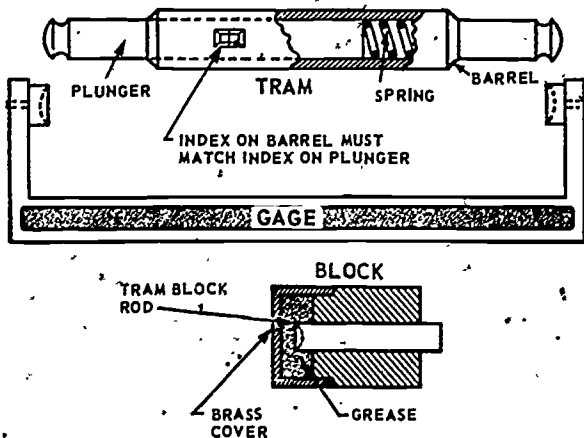 PLUNGER
TRAM
SPRING
BARREL
INDEX ON BARREL MUST
MATCH INDEX ON PLUNGER
GAGE
BLOCK
TRAM BLOCK
ROD
BRASS
COVER
GREASE